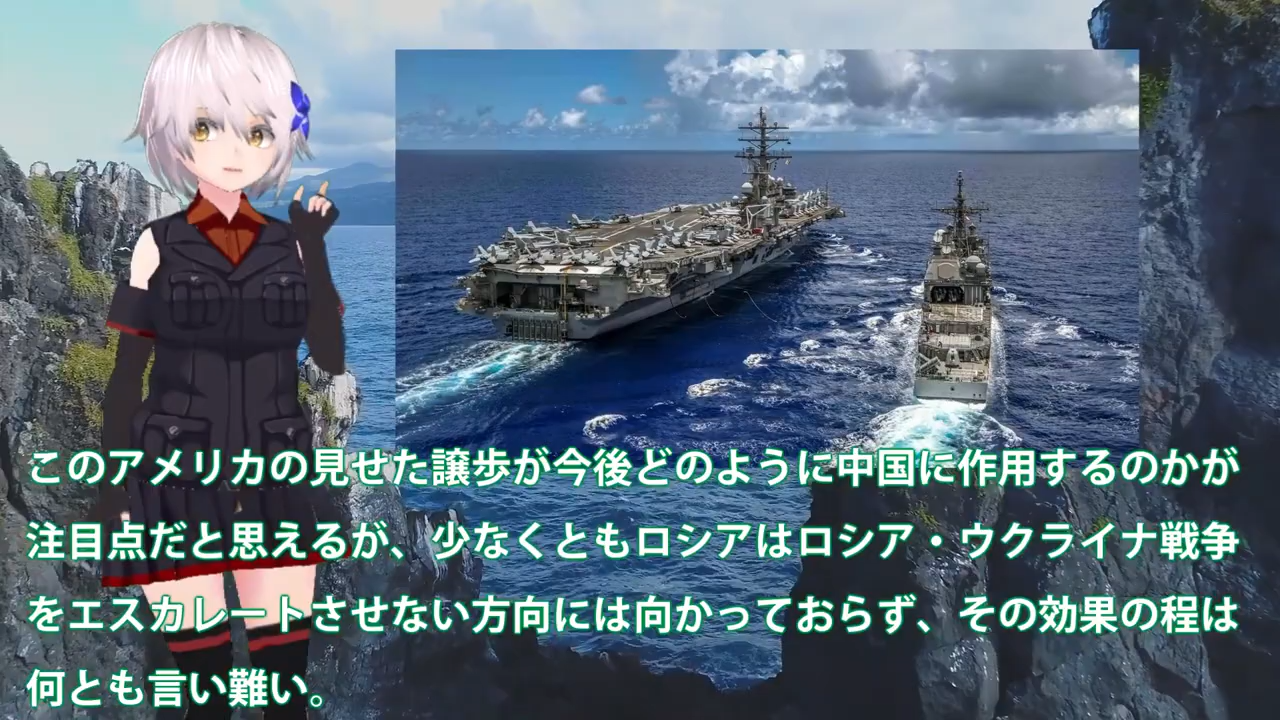 このアメリカの見せた譲歩が今後どのように中国に作用するのかが
注目点だと思えるが、少なくともロシアはロシア・ウクライナ戦争
をエスカレートさせない方向には向かっておらず、その効果の程は
何とも言い難い。